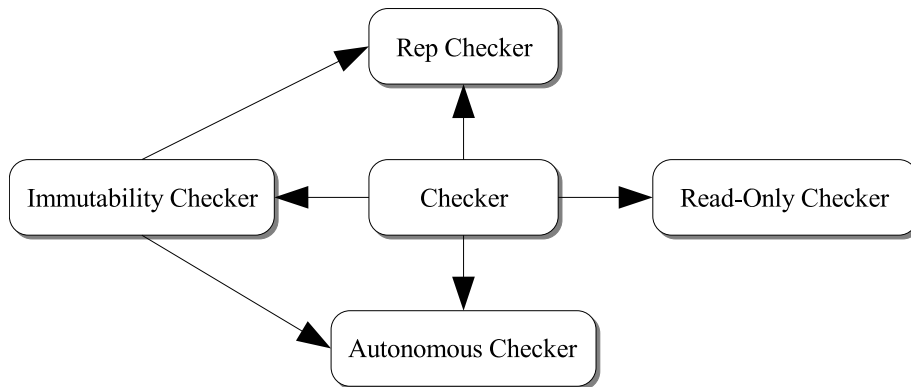 Rep Checker
Immutability Checker
Checker
Read-Only Checker
Autonomous Checker